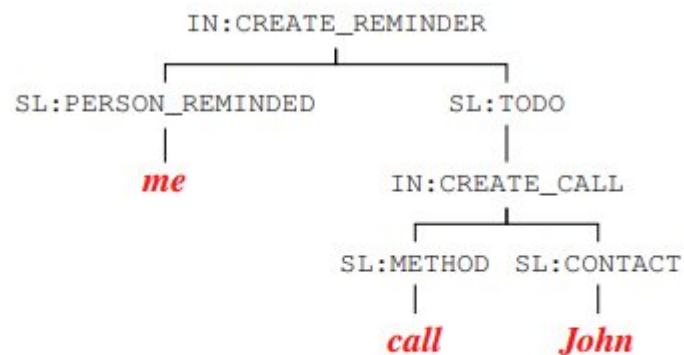 IN:CREATE_REMINDER
SL:PERSON_REMINDED SL:TODO
me IN:CREATE_CALL
SL:METHOD SL:CONTACT
call John